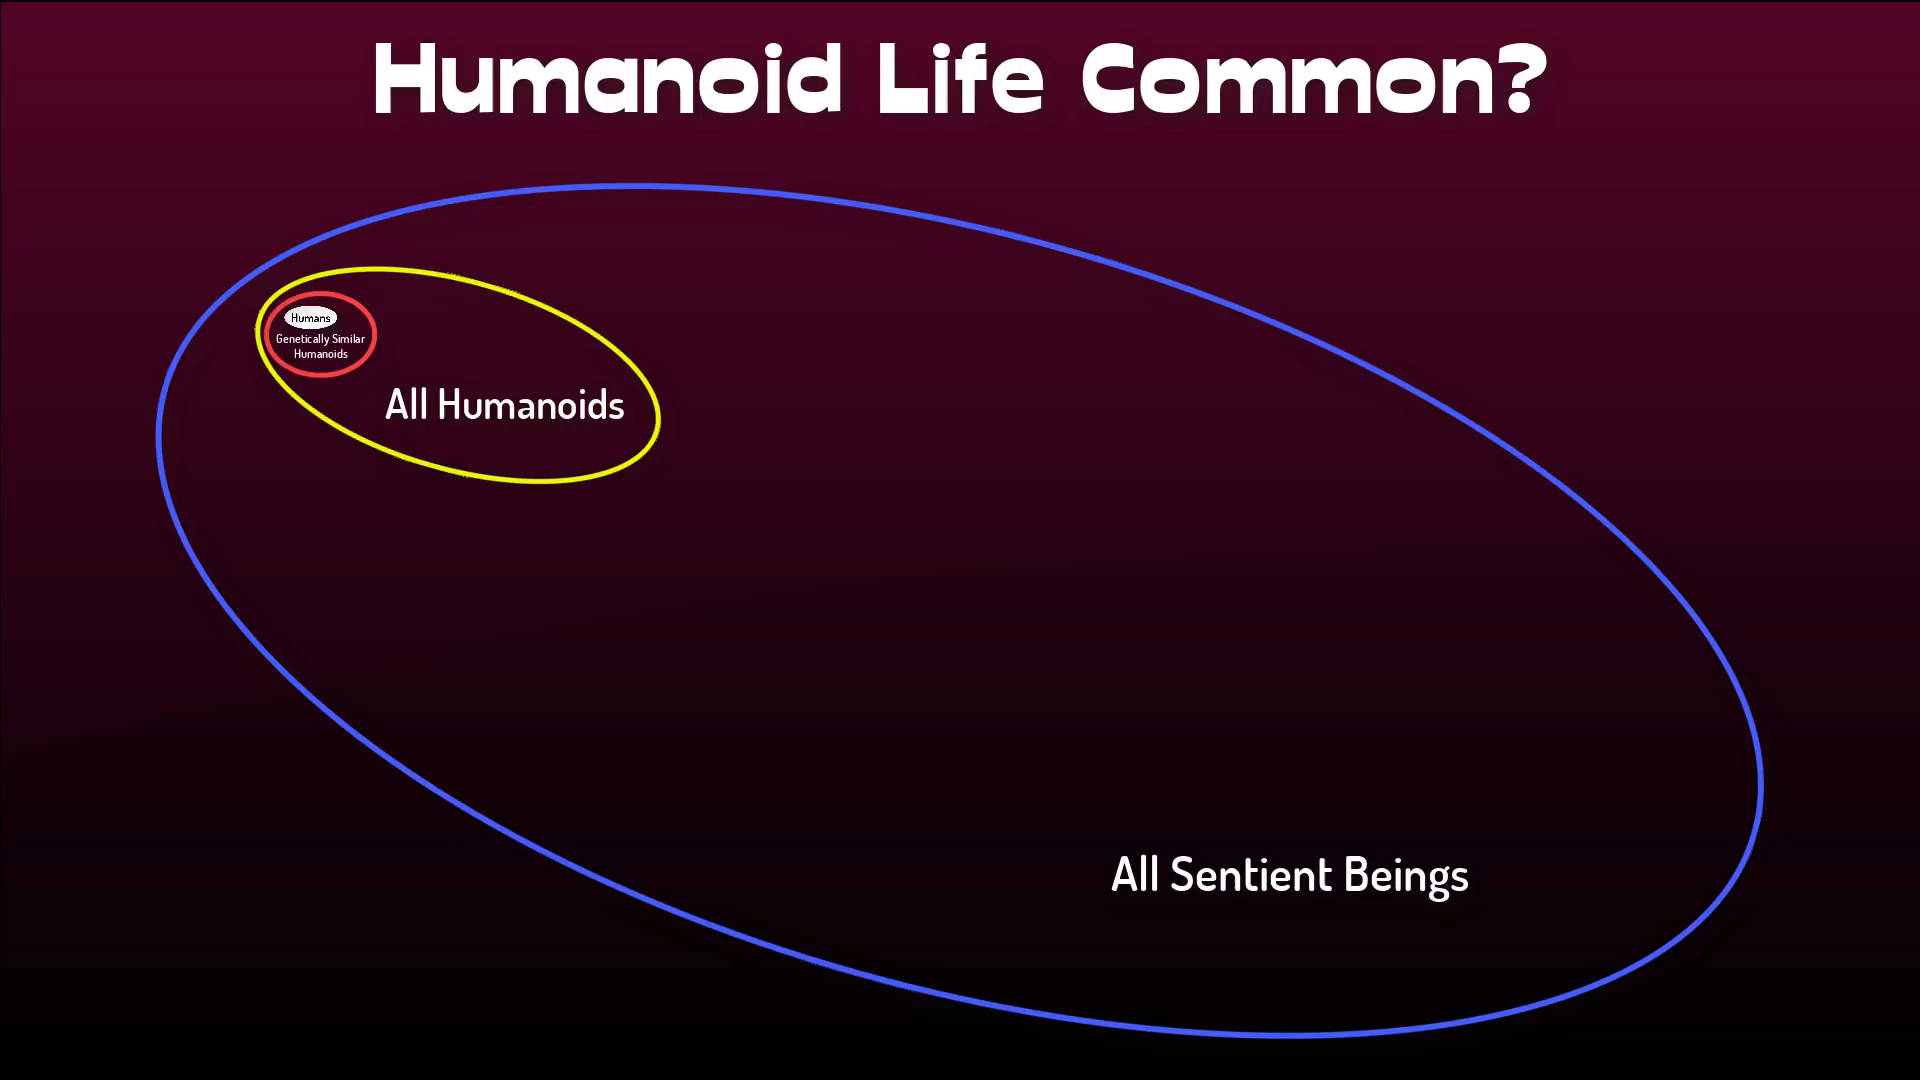 Humanoid Life Common?
Humans
Genetically Similar
Humanoids
All Humanoids
All Sentient Beings